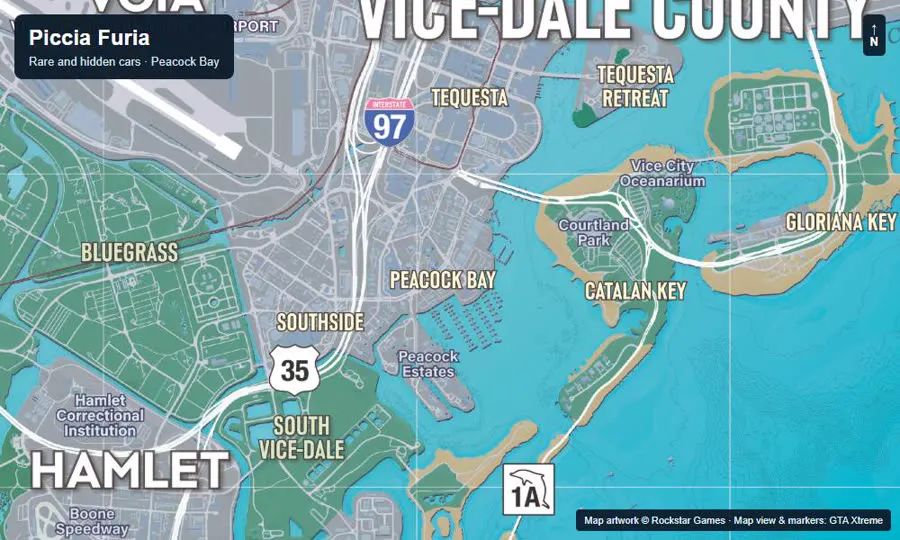 VICE-DALE COUNTY
PORT
Piccia Furia
Rare and hidden cars · Peacock Bay
↑
N
TEQUESTA
RETREAT
TEQUESTA
INTERSTATE
97
Vice City
Oceanarium
Courtland
Park
GLORIANA KEY
BLUEGRASS
PEACOCK BAY
CATALAN KEY
SOUTHSIDE
35
Peacock
Estates
Hamlet
Correctional
Institution
SOUTH
VICE-DALE
HAMLET
1A
Boone
Speedway
Map artwork © Rockstar Games · Map view & markers: GTA Xtreme